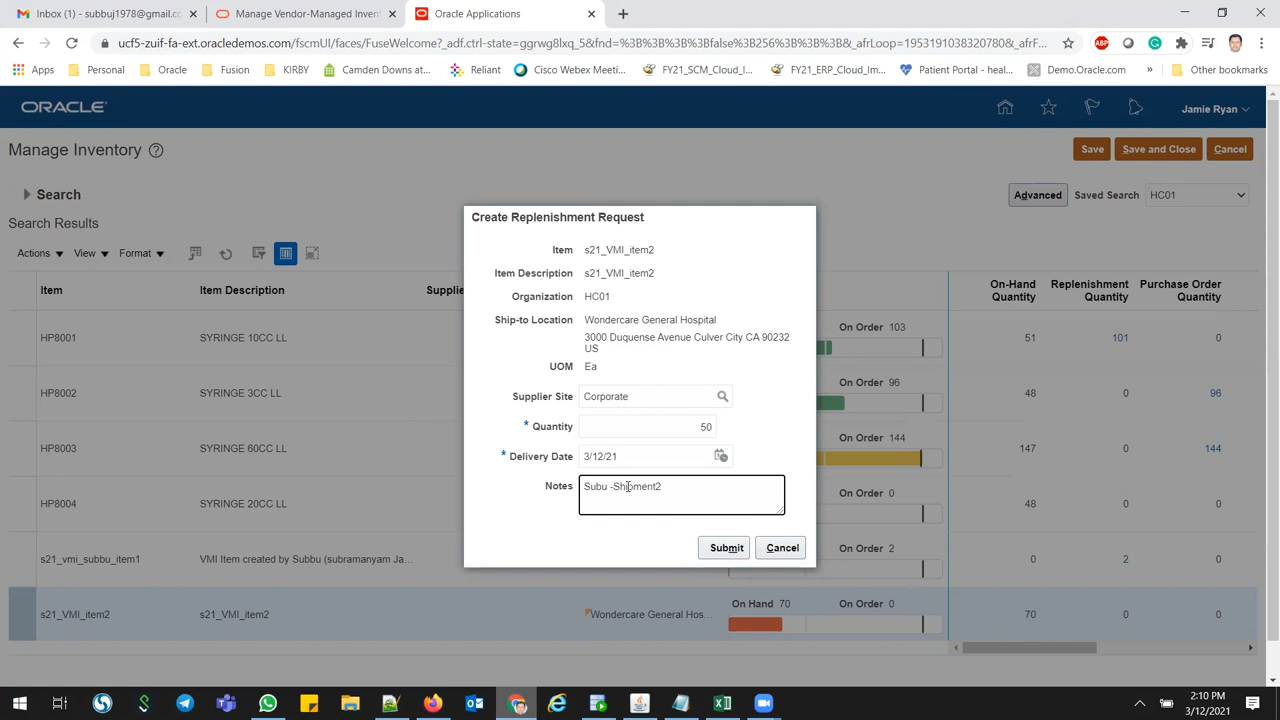 Inbox (1) - subbuj1978@gmail.co
Manage Vendor-Managed Invent
Oracle Applications
ucf5-zuif-fa-ext.oracledemos.com/fscmUI/faces/FuseWelcome?_adf.ctrl-state=ggrwg8lxq_5&fnd=%3B%3B%3B%3Bfalse%3B256%3B%3B%3B&_afrLoop=1953191038320780&_afrF...
ABP
Apps
Personal
Oracle
Fusion
KIRBY
Camden Downs at...
Reliant
Cisco Webex Meeti...
FY21_SCM_Cloud_I...
FY21_ERP_Cloud_Im...
Patient Portal - heal...
Demo.Oracle.com
»
Other bookmarks
ORACLE
Jamie Ryan
Manage Inventory
Save
Save and Close
Cancel
Search
Advanced
Saved Search
HC01
Search Results
Actions
View
Format
Item
Item Description
Supplie
On-Hand Quantity
Replenishment Quantity
Purchase Order Quantity
HP8001
SYRINGE 10CC LL
On Order 103
51
101
0
HP8002
SYRINGE 3CC LL
On Order 96
48
0
96
HP8003
SYRINGE 60CC LL
On Order 144
147
0
144
HP8004
SYRINGE 20CC LL
On Order 0
48
0
0
s21_vmi_subbu_item1
VMI Item created by Subbu (subramanyam Ja...
On Order 2
0
2
0
s21_VMI_item2
s21_VMI_item2
Wondercare General Hos...
On Hand 70
On Order 0
70
0
0
Create Replenishment Request
Item s21_VMI_item2
Item Description s21_VMI_item2
Organization HC01
Ship-to Location Wondercare General Hospital
3000 Duquense Avenue Culver City CA 90232
US
UOM Ea
Supplier Site Corporate
* Quantity 50
* Delivery Date 3/12/21
Notes Subu -Shipment2
Submit
Cancel
2:10 PM
3/12/2021